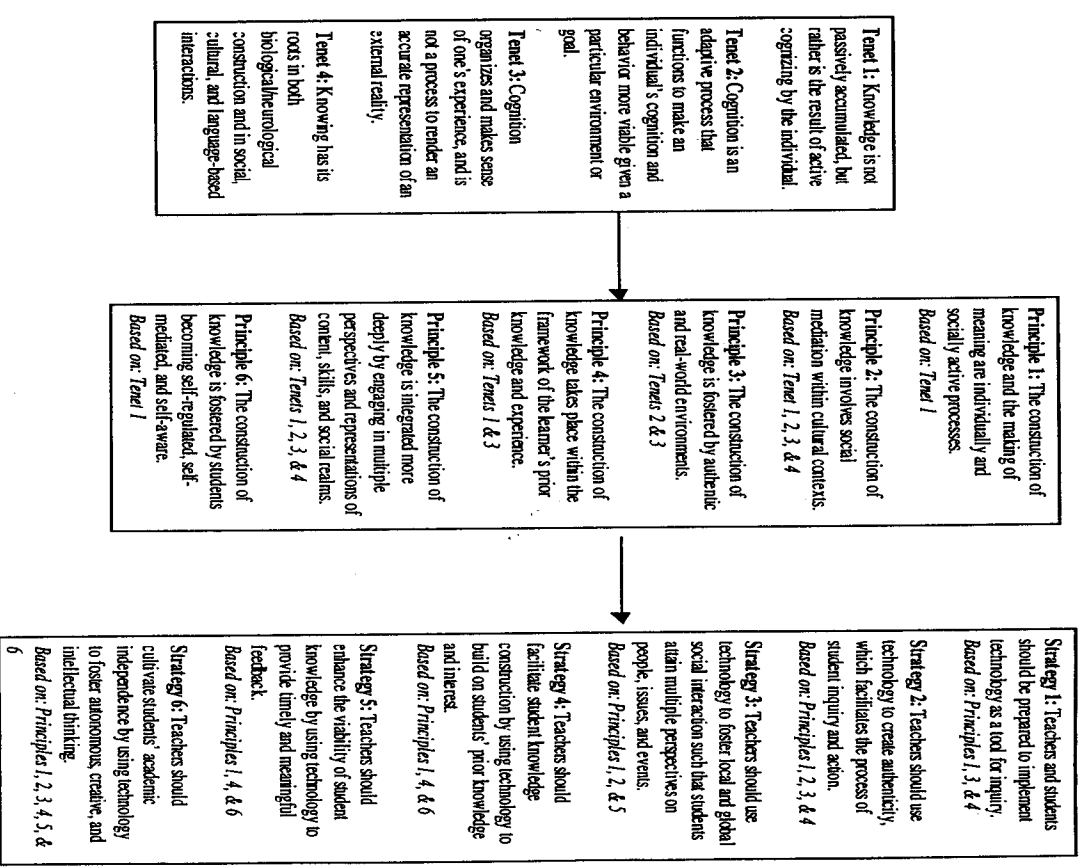 Tenet 1: Knowledge is not
passively accumulated, but
rather is the result of active
cognizing by the individual.
Tenet 2: Cognition is an
adaptive process that
functions to make an
individual's cognition and
behavior more viable given a
particular environment or
goal.
Tenet 3: Cognition
organizes and makes sense
of one's experience, and is
not a process to render an
accurate representation of an
external reality.
Tenet 4: Knowing has its
roots in both
biological/neurological
construction and in social,
cultural, and language-based
interactions.
Principle 1: The construction of
knowledge and the making of
meaning are individually and
socially active processes.
Based on: Tenet 1
Principle 2: The construction of
knowledge involves social
mediation within cultural contexts.
Based on: Tenet 1, 2, 3, & 4
Principle 3: The construction of
knowledge is fostered by authentic
and real-world environments.
Based on: Tenets 2 & 3
Principle 4: The construction of
knowledge takes place within the
framework of the learner's prior
knowledge and experience.
Based on: Tenets 1 & 3
Principle 5: The construction of
knowledge is integrated more
deeply by engaging in multiple
perspectives and representations of
content, skills, and social realms.
Based on: Tenets 1, 2, 3, & 4
Principle 6: The construction of
knowledge is fostered by students
becoming self-regulated, self-
mediated, and self-aware.
Based on: Tenet 1
Strategy 1: Teachers and students
should be prepared to implement
technology as a tool for inquiry.
Based on: Principles 1, 3, & 4
Strategy 2: Teachers should use
technology to create authenticity,
which facilitates the process of
student inquiry and action.
Based on: Principles 1, 2, 3, & 4
Strategy 3: Teachers should use
technology to foster local and global
social interaction such that students
attain multiple perspectives on
people, issues, and events.
Based on: Principles 1, 2, & 5
Strategy 4: Teachers should
facilitate student knowledge
construction by using technology to
build on students' prior knowledge
and interest.
Based on: Principles 1, 4, & 6
Strategy 5: Teachers should
enhance the viability of student
knowledge by using technology to
provide timely and meaningful
feedback.
Based on: Principles 1, 4, & 6
Strategy 6: Teachers should
cultivate students' academic
independence by using technology
to foster autonomous, creative, and
intellectual thinking.
Based on: Principles 1, 2, 3, 4, 5, &
6